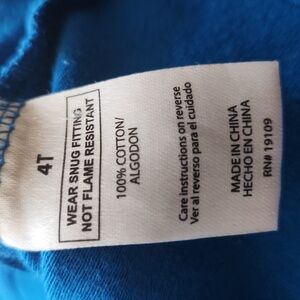 4T
WEAR SNUG FITTING
NOT FLAME RESISTANT
100% COTTON/
ALGODON
Care instructions on reverse
Ver al reverso para el cuidado
MADE IN CHINA
HECHO EN CHINA
RN# 19109